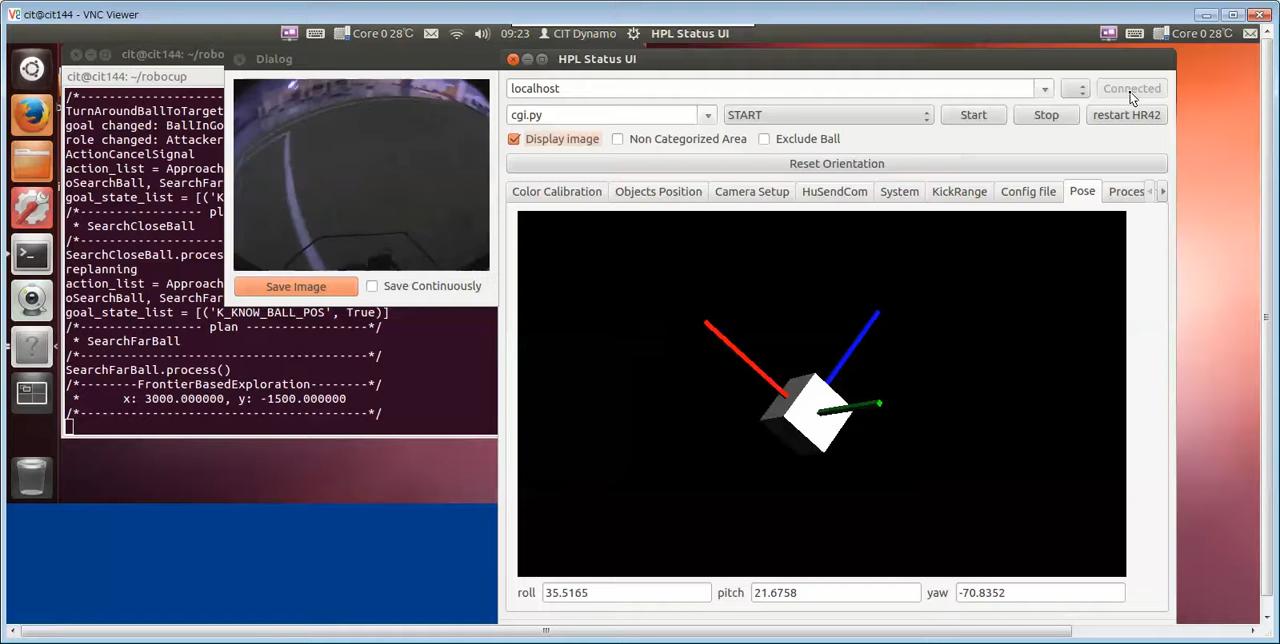 cit@cit144 - VNC Viewer
Core 0 28°C
09:23
CIT Dynamo
HPL Status UI
Core 0 28°C
cit@cit144: ~/robo
cit@cit144: ~/robocup
/*-----------------------
TurnAroundBallToTarget
goal changed: BallInGo
role changed: Attacker
ActionCancelSignal
action_list = Approach
oSearchBall, SearchFar
goal_state_list = [('K
/*--------------- pl
* SearchCloseBall
/*-----------------------
SearchCloseBall.proces
replanning
action_list = Approach
oSearchBall, SearchFar
goal_state_list = [('K_KNOW_BALL_POS', True)]
/*--------------- plan ----------------*/
* SearchFarBall
/*-------------------------------------*/
SearchFarBall.process()
/*--------FrontierBasedExploration--------*/
* x: 3000.000000, y: -1500.000000
/*-------------------------------------*/
Dialog
Save Image
Save Continuously
HPL Status UI
localhost
Connected
cgi.py
START
Start
Stop
restart HR42
Display image
Non Categorized Area
Exclude Ball
Reset Orientation
Color Calibration
Objects Position
Camera Setup
HuSendCom
System
KickRange
Config file
Pose
Proces
roll 35.5165
pitch 21.6758
yaw -70.8352